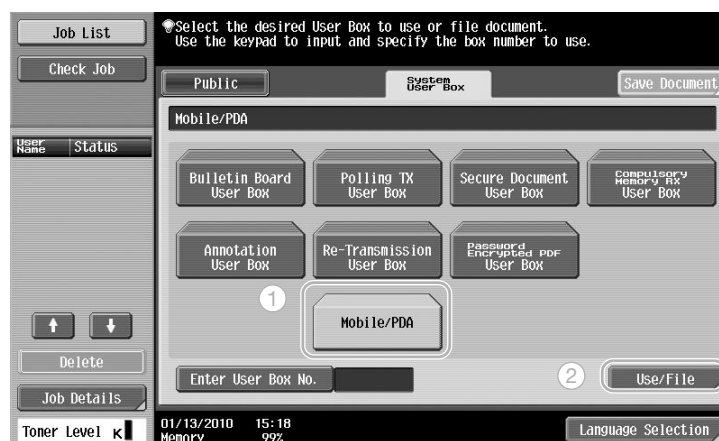 Job List
Check Job
User Name
Status
Delete
Job Details
Toner Level K
Select the desired User Box to use or file document.
Use the keypad to input and specify the box number to use.
Public
System User Box
Save Document
Mobile/PDA
Bulletin Board
User Box
Polling TX
User Box
Secure Document
User Box
Compulsory
Memory RX
User Box
Annotation
User Box
Re-Transmission
User Box
Password
Encrypted PDF
User Box
1
Mobile/PDA
Enter User Box No.
2
Use/File
01/13/2010 15:18
Memory 99%
Language Selection